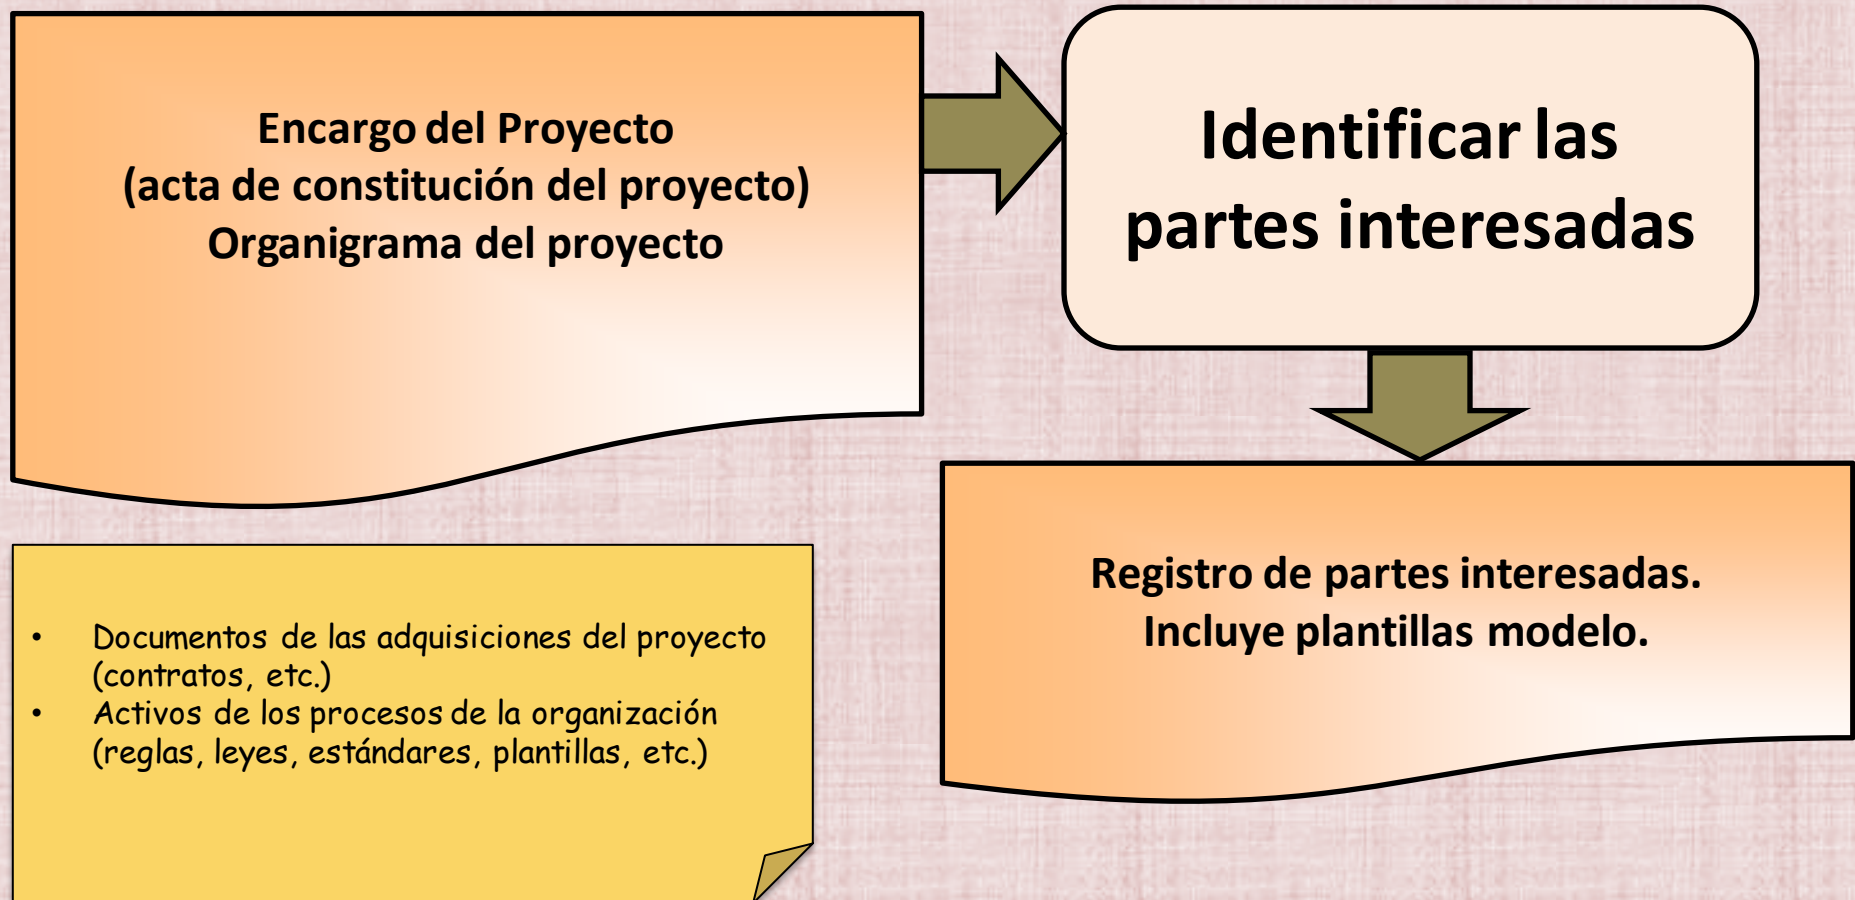 Encargo del Proyecto
(acta de constitución del proyecto)
Organigrama del proyecto
Identificar las
partes interesadas
• Documentos de las adquisiciones del proyecto
(contratos, etc.)
• Activos de los procesos de la organización
(reglas, leyes, estándares, plantillas, etc.)
Registro de partes interesadas.
Incluye plantillas modelo.